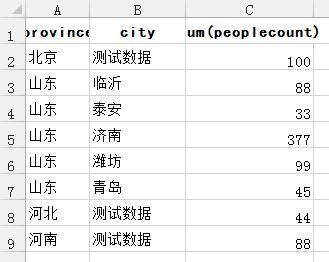 A B C
1 province city um(peoplecount)
2 北京 测试数据 100
3 山东 临沂 88
4 山东 泰安 33
5 山东 济南 377
6 山东 潍坊 99
7 山东 青岛 45
8 河北 测试数据 44
9 河南 测试数据 88